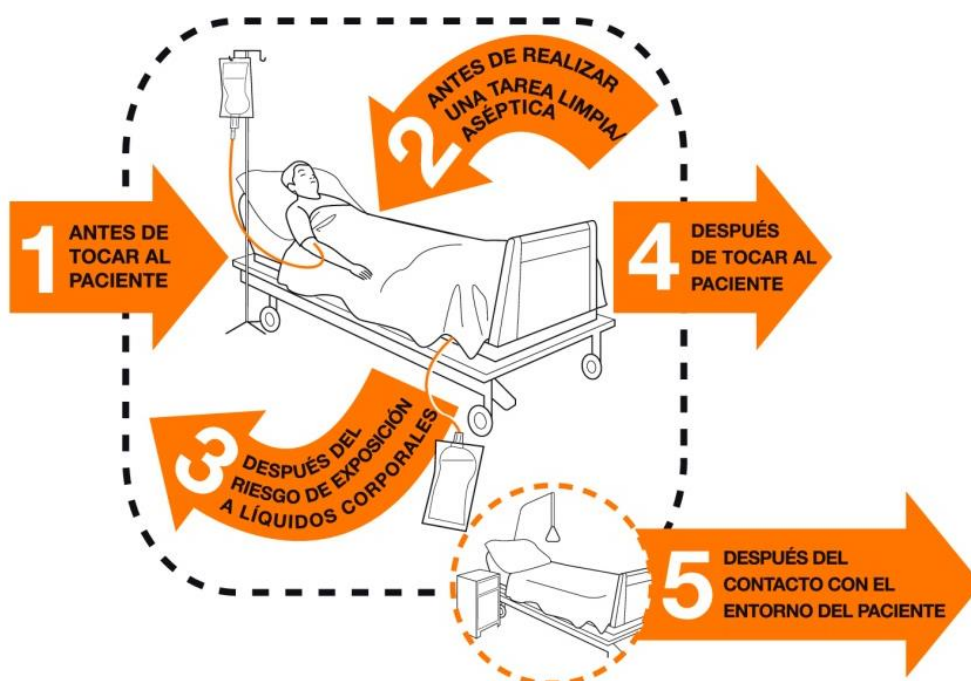 1
ANTES DE
TOCAR AL
PACIENTE
2
ANTES DE REALIZAR
UNA TAREA LIMPIA/
ASÉPTICA
3
DESPUÉS DEL
RIESGO DE EXPOSICIÓN
A LÍQUIDOS CORPORALES
4
DESPUÉS
DE TOCAR AL
PACIENTE
5
DESPUÉS DEL
CONTACTO CON EL
ENTORNO DEL PACIENTE